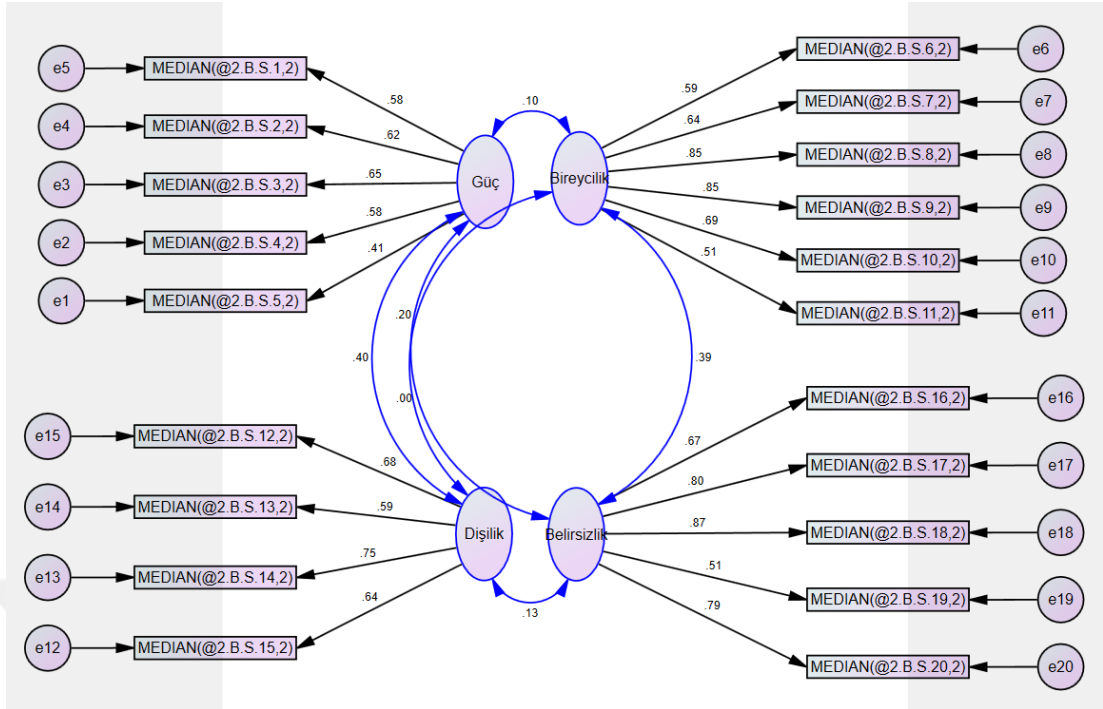 e5
MEDIAN(@2.B.S.1,2)
.58
e4
MEDIAN(@2.B.S.2,2)
.62
e3
MEDIAN(@2.B.S.3,2)
.65
e2
MEDIAN(@2.B.S.4,2)
.58
e1
MEDIAN(@2.B.S.5,2)
.41
Güç
.10
Bireycilik
.59
MEDIAN(@2.B.S.6,2)
e6
.64
MEDIAN(@2.B.S.7,2)
e7
.85
MEDIAN(@2.B.S.8,2)
e8
.85
MEDIAN(@2.B.S.9,2)
e9
.69
MEDIAN(@2.B.S.10,2)
e10
.51
MEDIAN(@2.B.S.11,2)
e11
.20
.40
.00
.39
e15
MEDIAN(@2.B.S.12,2)
.68
e14
MEDIAN(@2.B.S.13,2)
.59
e13
MEDIAN(@2.B.S.14,2)
.75
e12
MEDIAN(@2.B.S.15,2)
.64
Dişilik
.13
Belirsizlik
.67
MEDIAN(@2.B.S.16,2)
e16
.80
MEDIAN(@2.B.S.17,2)
e17
.87
MEDIAN(@2.B.S.18,2)
e18
.51
MEDIAN(@2.B.S.19,2)
e19
.79
MEDIAN(@2.B.S.20,2)
e20